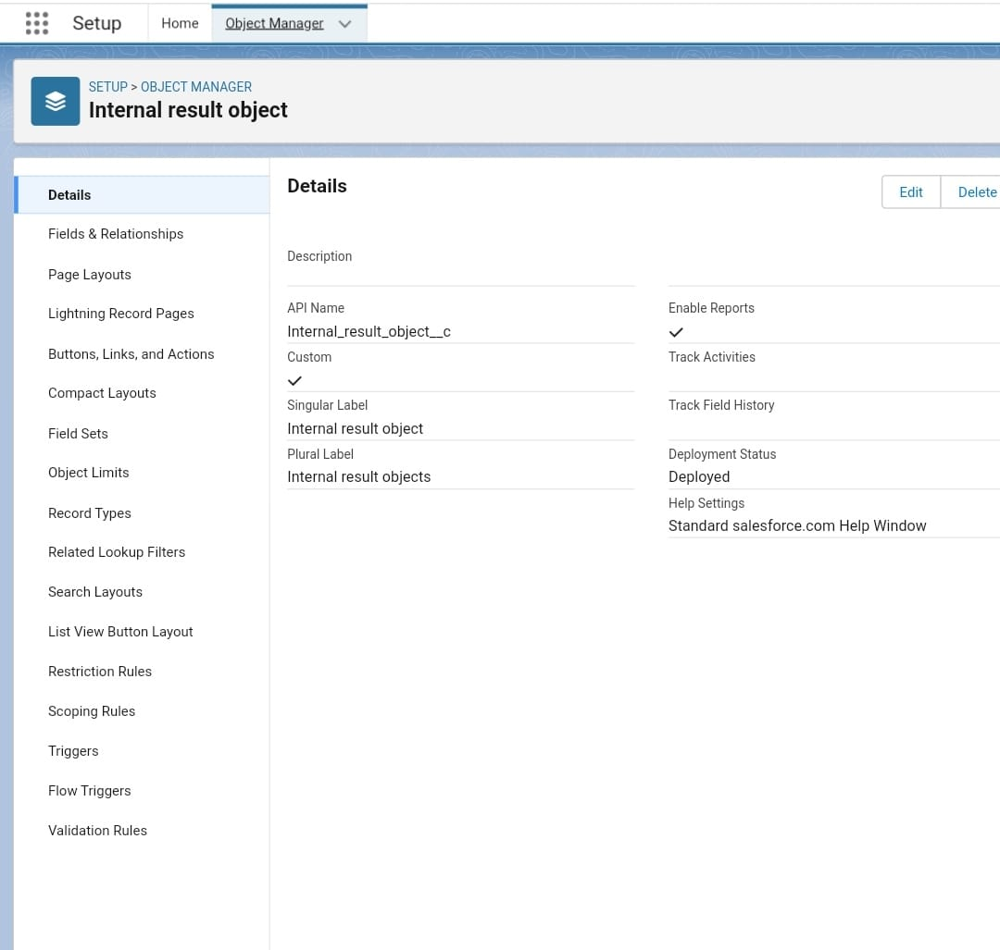 Setup Home Object Manager
SETUP > OBJECT MANAGER
Internal result object
Details
Fields & Relationships
Page Layouts
Lightning Record Pages
Buttons, Links, and Actions
Compact Layouts
Field Sets
Object Limits
Record Types
Related Lookup Filters
Search Layouts
List View Button Layout
Restriction Rules
Scoping Rules
Triggers
Flow Triggers
Validation Rules
Details
Edit Delete
Description
API Name
Internal_result_object__c
Custom
Singular Label
Internal result object
Plural Label
Internal result objects
Enable Reports
Track Activities
Track Field History
Deployment Status
Deployed
Help Settings
Standard salesforce.com Help Window